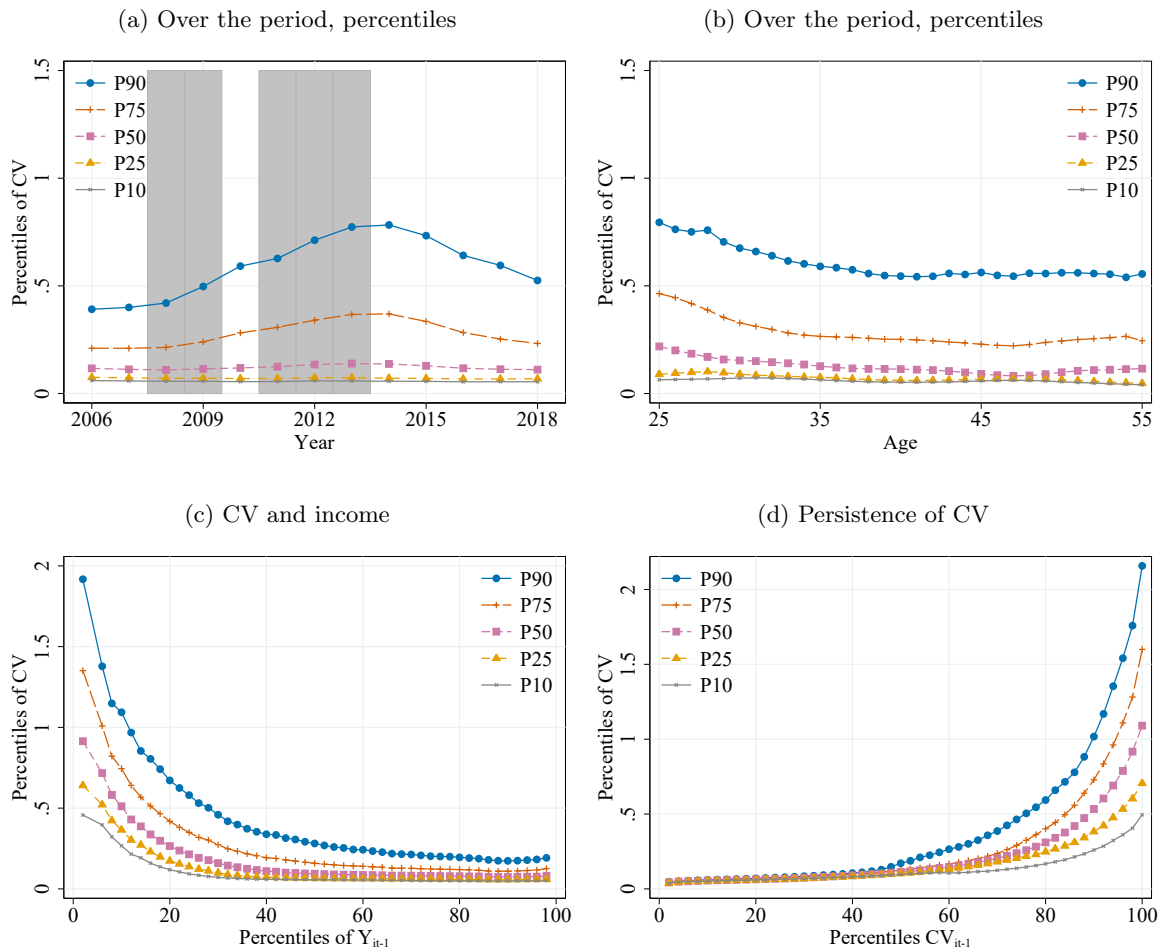 (a) Over the period, percentiles
Percentiles of CV
0 .5 1 1.5
P90
P75
P50
P25
P10
2006 2009 2012 2015 2018
Year
(b) Over the period, percentiles
Percentiles of CV
0 .5 1 1.5
P90
P75
P50
P25
P10
25 35 45 55
Age
(c) CV and income
Percentiles of CV
0 .5 1 1.5 2
P90
P75
P50
P25
P10
0 20 40 60 80 100
Percentiles of Y_{it-1}
(d) Persistence of CV
Percentiles of CV
0 .5 1 1.5 2
P90
P75
P50
P25
P10
0 20 40 60 80 100
Percentiles CV_{it-1}